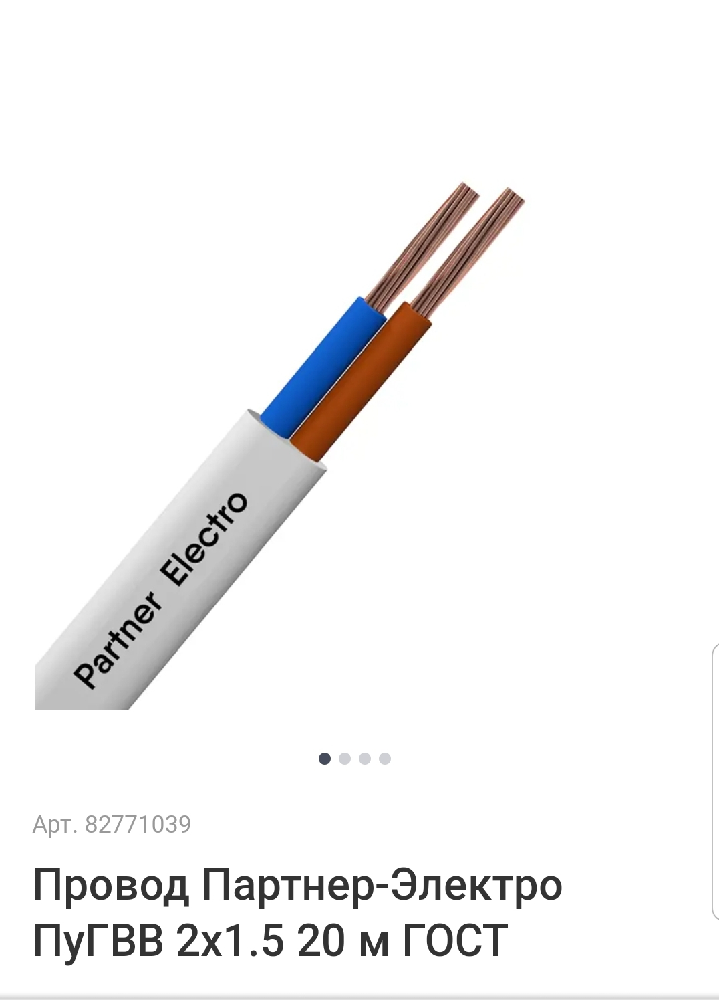 Partner Electro
Арт. 82771039
Провод Партнер-Электро
ПуГВВ 2х1.5 20 м ГОСТ